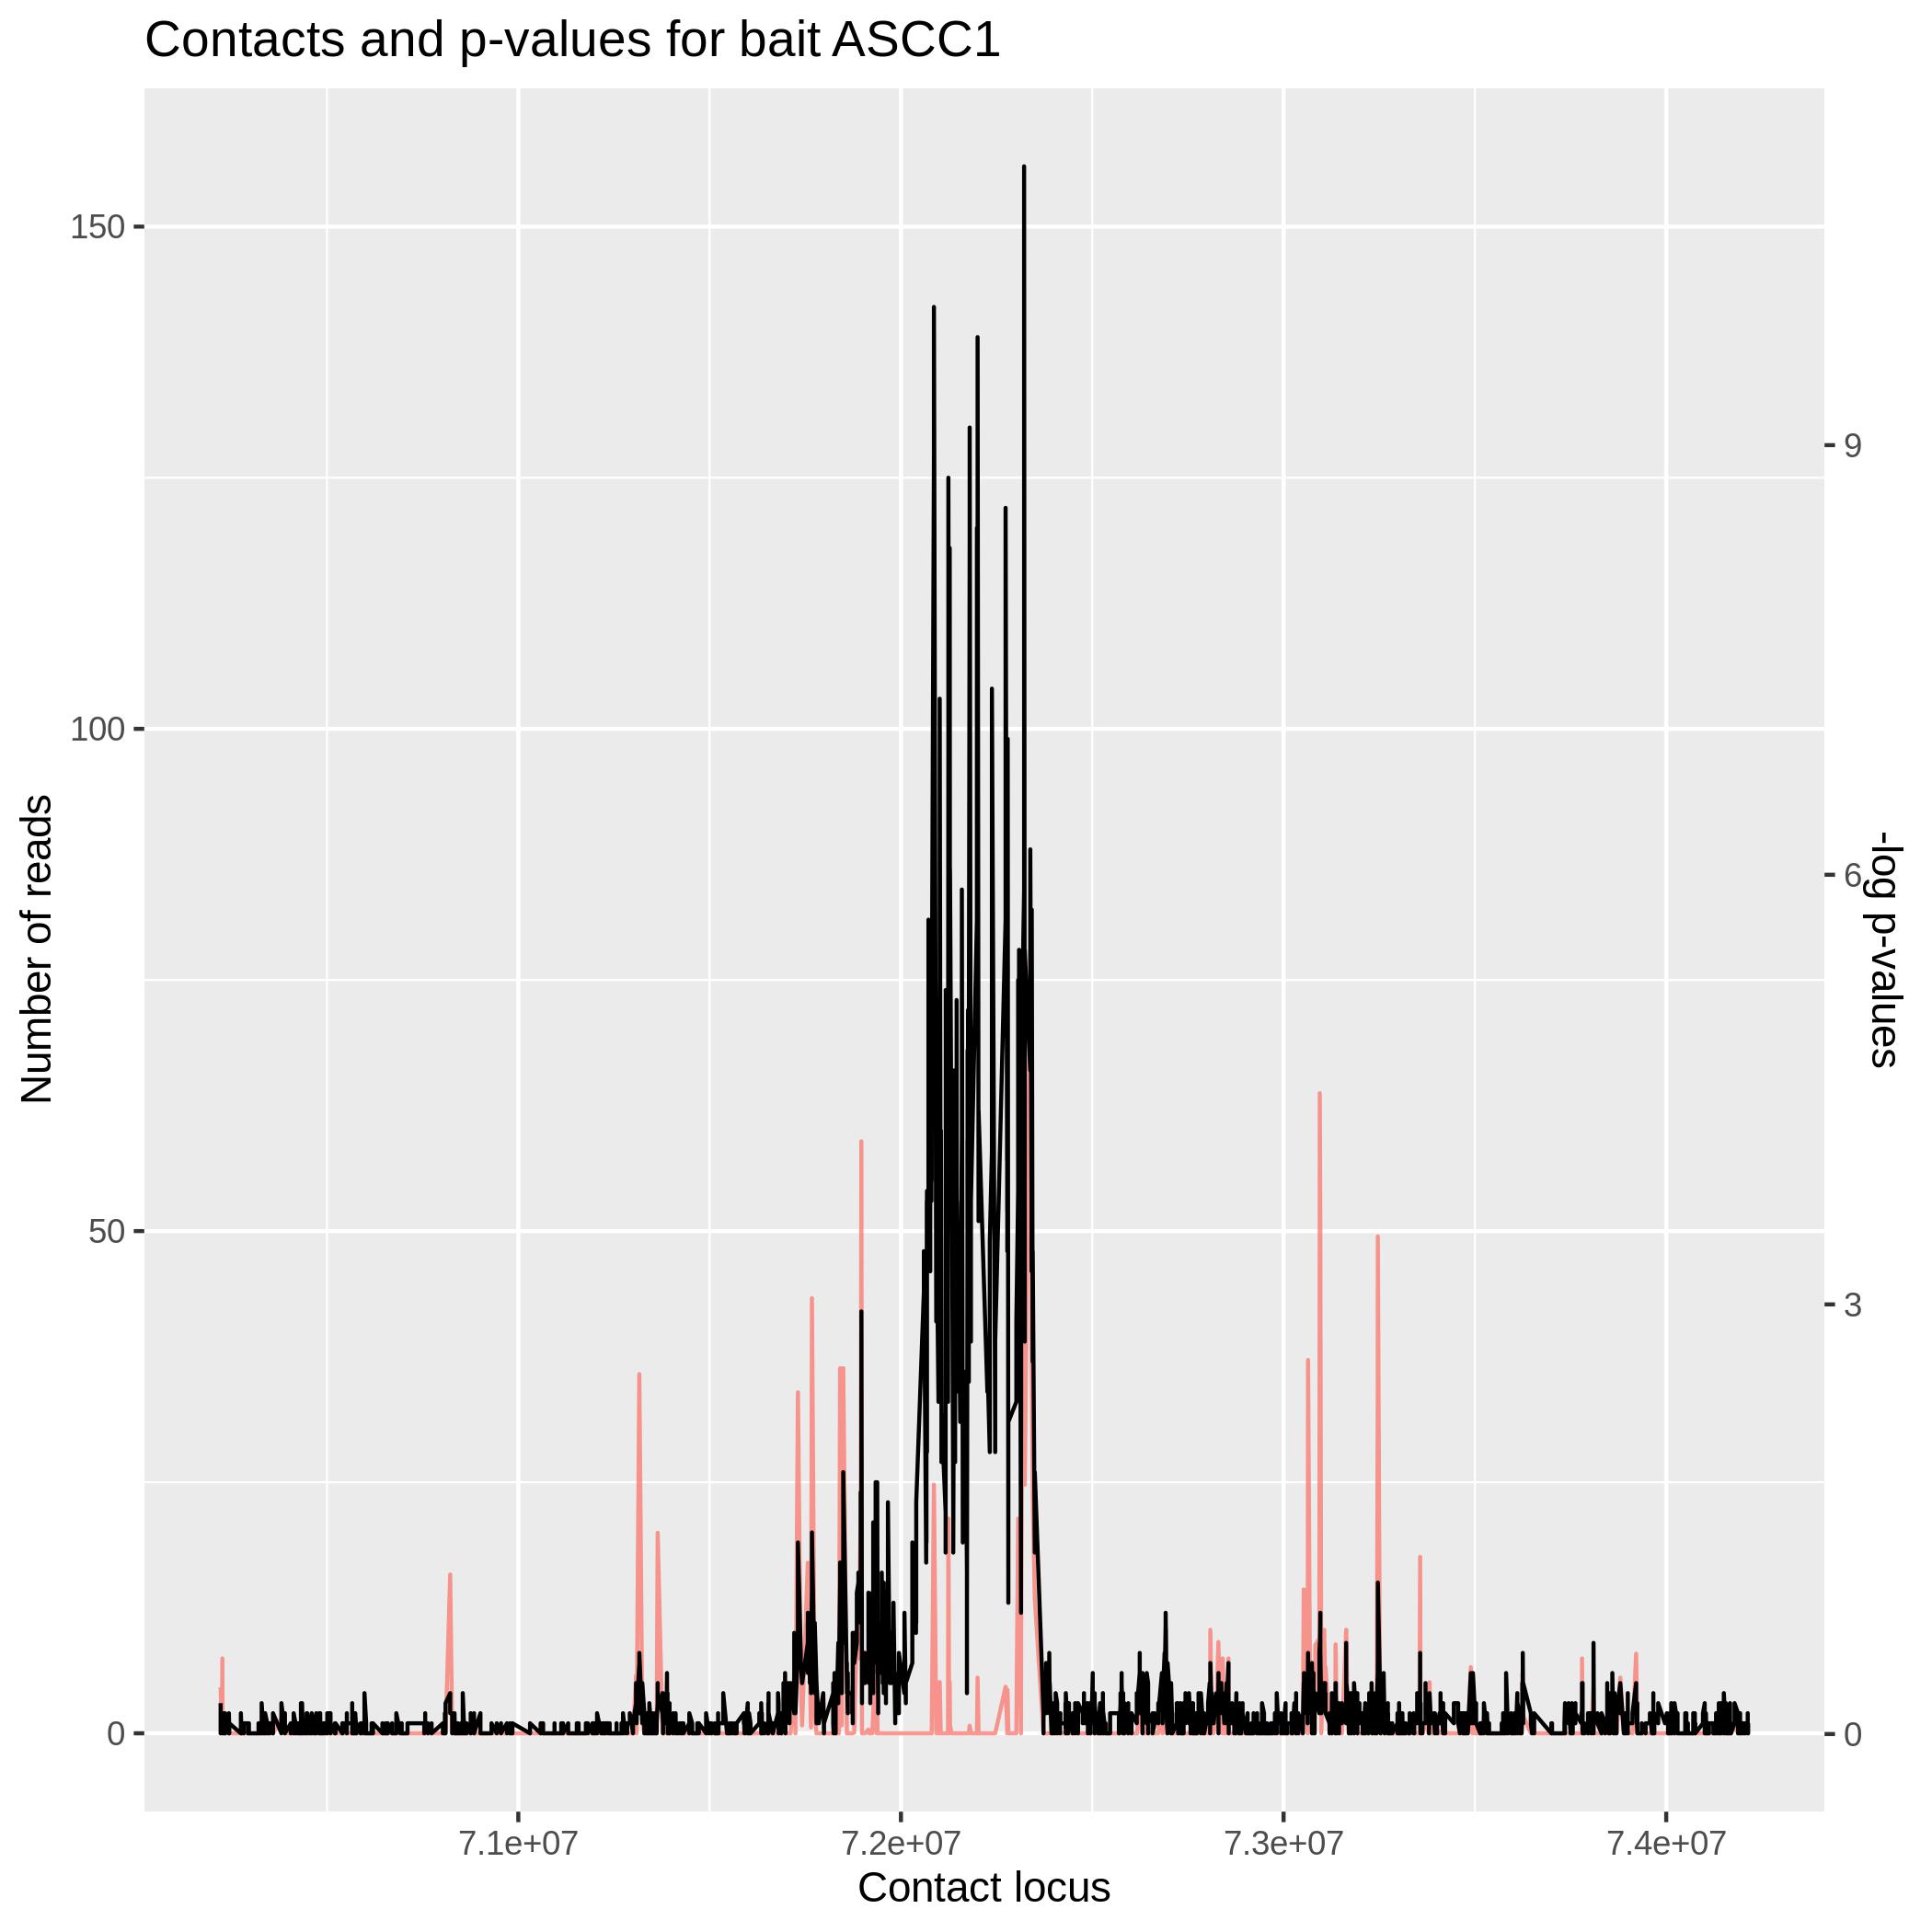 Contacts and p-values for bait ASCC1
150
100
50
0
Number of reads
9
6
3
0
-log p-values
7.1e+07
7.2e+07
7.3e+07
7.4e+07
Contact locus